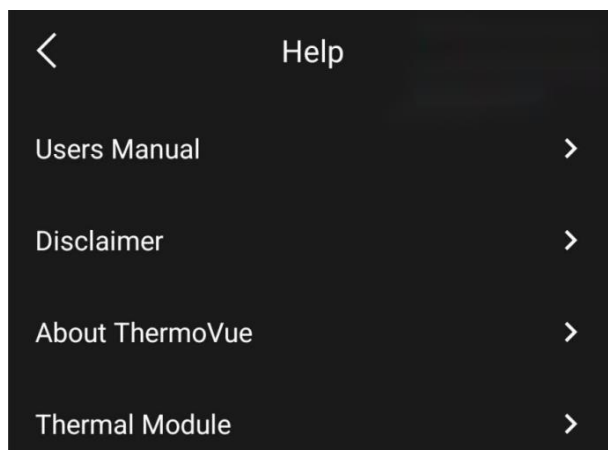 Help
Users Manual
Disclaimer
About ThermoVue
Thermal Module